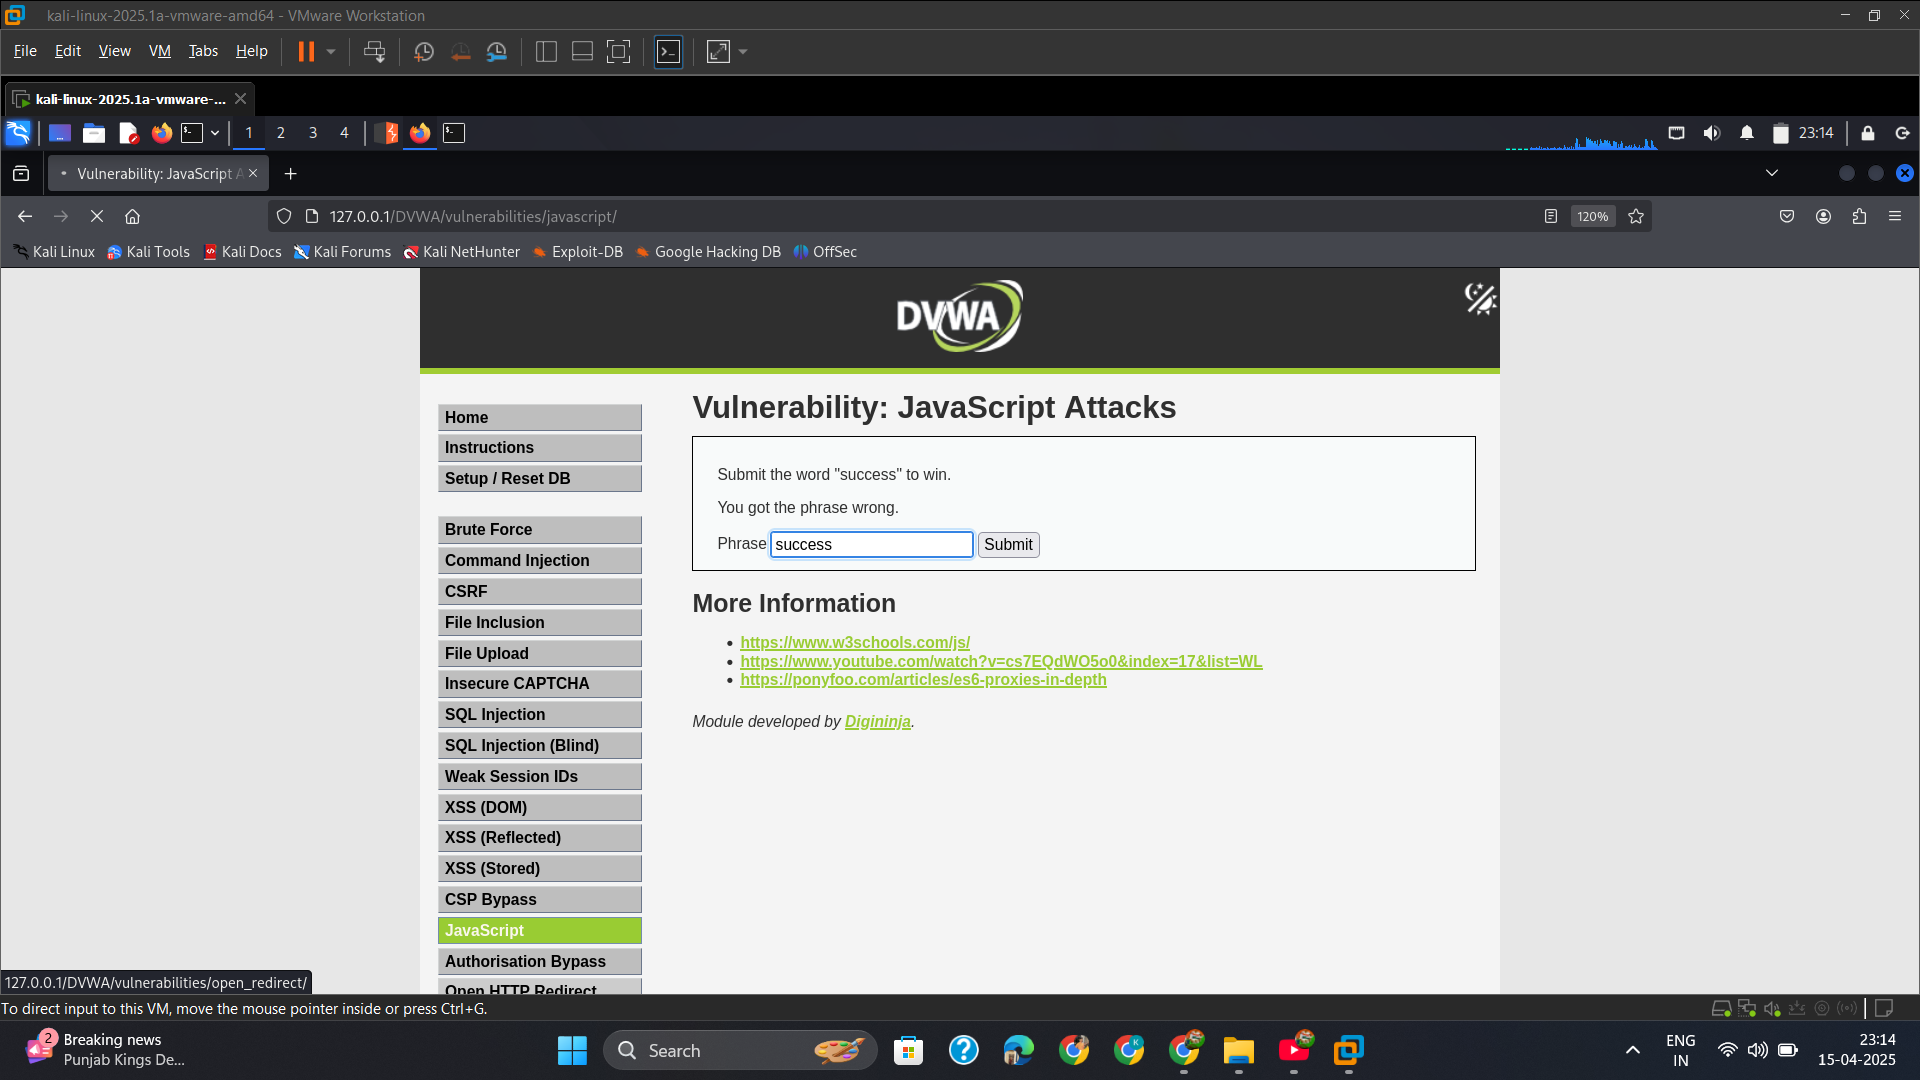 kali-linux-2025.1a-vmware-amd64 - VMware Workstation
File Edit View VM Tabs Help
kali-linux-2025.1a-vmware-...
1 2 3 4
23:14
Vulnerability: JavaScript A
127.0.0.1/DVWA/vulnerabilities/javascript/
120%
Kali Linux Kali Tools Kali Docs Kali Forums Kali NetHunter Exploit-DB Google Hacking DB OffSec
DVWA
Home
Instructions
Setup / Reset DB
Brute Force
Command Injection
CSRF
File Inclusion
File Upload
Insecure CAPTCHA
SQL Injection
SQL Injection (Blind)
Weak Session IDs
XSS (DOM)
XSS (Reflected)
XSS (Stored)
CSP Bypass
JavaScript
Authorisation Bypass
Open HTTP Redirect
Vulnerability: JavaScript Attacks
Submit the word "success" to win.
You got the phrase wrong.
Phrase success Submit
More Information
https://www.w3schools.com/js/
https://www.youtube.com/watch?v=cs7EQdWO5o0&index=17&list=WL
https://ponyfoo.com/articles/es6-proxies-in-depth
Module developed by Digininja.
127.0.0.1/DVWA/vulnerabilities/open_redirect/
To direct input to this VM, move the mouse pointer inside or press Ctrl+G.
2
Breaking news
Punjab Kings De...
Search
K
ENG
IN
23:14
15-04-2025